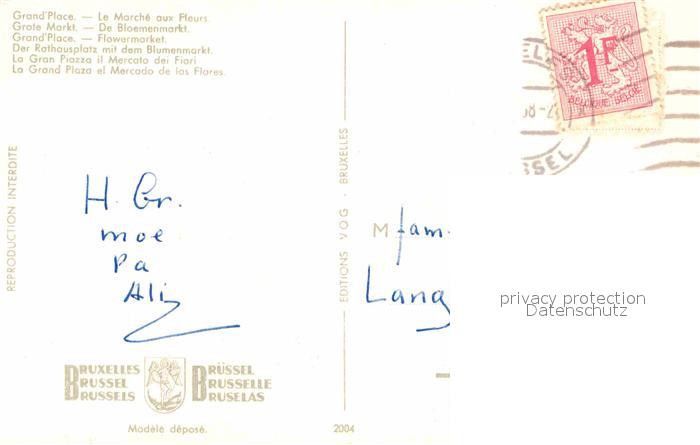 Grand'Place. — Le Marché aux Fleurs.
Grote Markt. — De Bloemenmarkt.
Grand'Place. — Flowermarket.
Der Rathausplatz mit dem Blumenmarkt.
La Gran Piazza il Mercato dei Fiori
La Grand Plaza el Mercado de las Flores.
1F
BELGIQUE BELGIË
REPRODUCTION INTERDITE
EDITIONS VOG - BRUXELLES
H. Gr.
moe
Pa
M fam.
Lang
privacy protection
Datenschutz
BRUXELLES
BRUSSEL
BRUSSELS
BRÜSSEL
BRUSSELLE
BRUSELAS
Modèle déposé.
2004